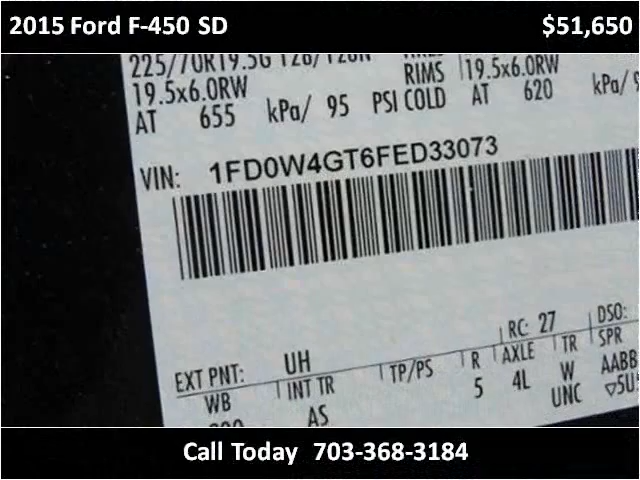 2015 Ford F-450 SD $51,650
225/70R19.5G 128/126N
19.5x6.0RW RIMS 19.5x6.0RW
AT 655 kPa/ 95 PSI COLD AT 620 kPa/
VIN: 1FD0W4GT6FED33073
EXT PNT: UH RC: 27 DSO:
WB INT TR TP/PS R AXLE TR SPR
AS 5 4L W AABB
UNC 5U
Call Today 703-368-3184